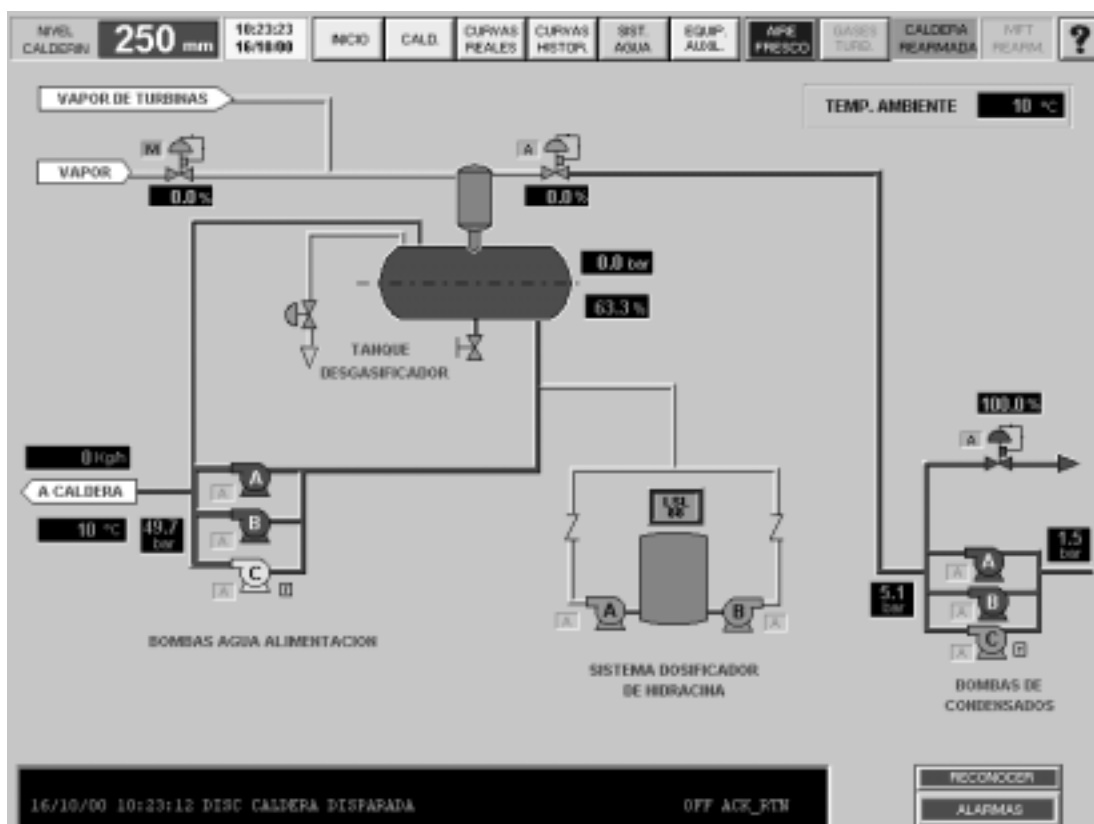 NIVEL CALDERIN
250 mm
10:23:23
16/10/00
INICIO
CALD.
CURVAS REALES
CURVAS HISTOR.
SIST. AGUA
EQUIP. AUXIL.
AIRE FRESCO
GASES TURB.
CALDERA REARMADA
MFT REARM.
?
VAPOR DE TURBINAS
TEMP. AMBIENTE 10 ºC
M
A
VAPOR
0.0 %
0.0 %
0.0 bar
63.3 %
TANQUE
DESGASIFICADOR
100.0 %
A
0 Kg/h
A CALDERA
10 ºC
49.7 bar
A A
A B
A C
BOMBAS AGUA ALIMENTACION
LSL
A A
B A
SISTEMA DOSIFICADOR
DE HIDRACINA
1.5 bar
5.1 bar
A A
A B
A C
BOMBAS DE
CONDENSADOS
16/10/00 10:23:12 DISC CALDERA DISPARADA OFF ACK_RTN
RECONOCER
ALARMAS